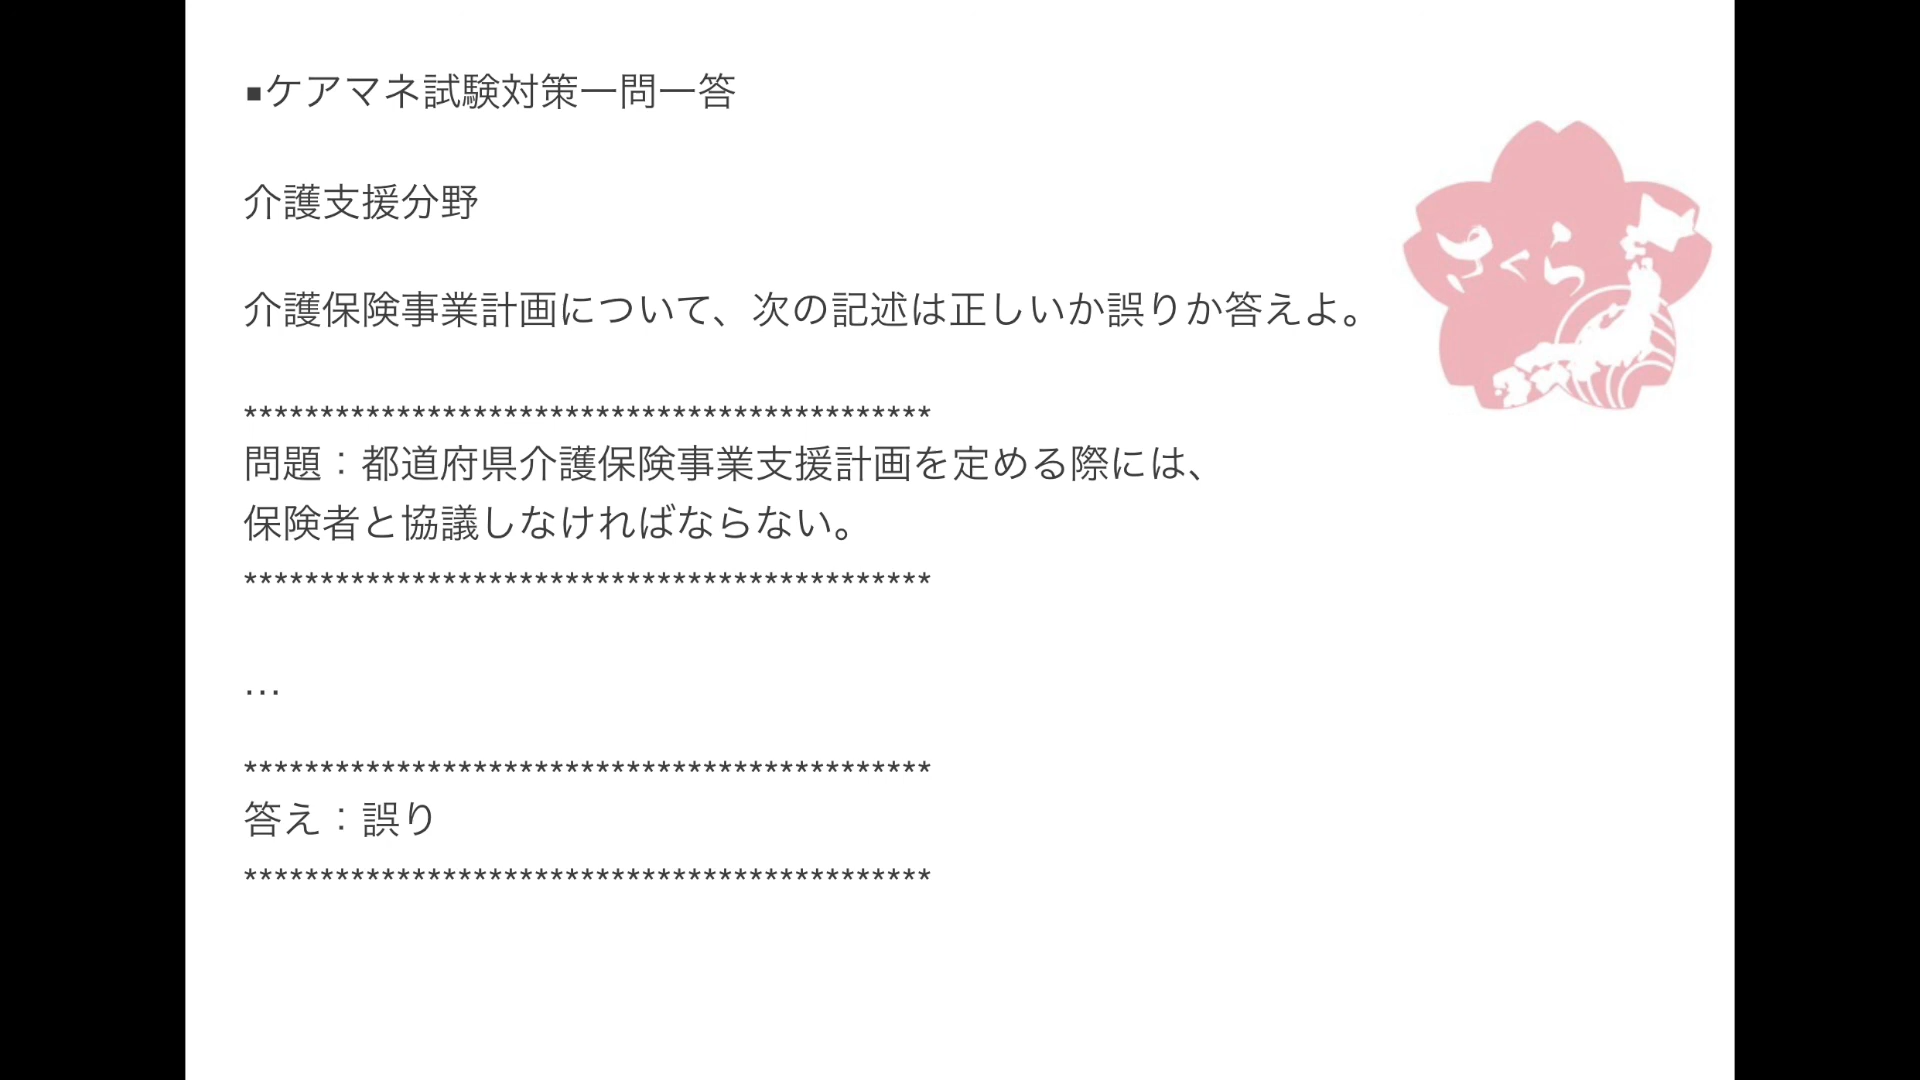 ▪ケアマネ試験対策一問一答
介護支援分野
介護保険事業計画について、次の記述は正しいか誤りか答えよ。
さくら
*********************************************
問題：都道府県介護保険事業支援計画を定める際には、
保険者と協議しなければならない。
*********************************************
…
*********************************************
答え：誤り
*********************************************